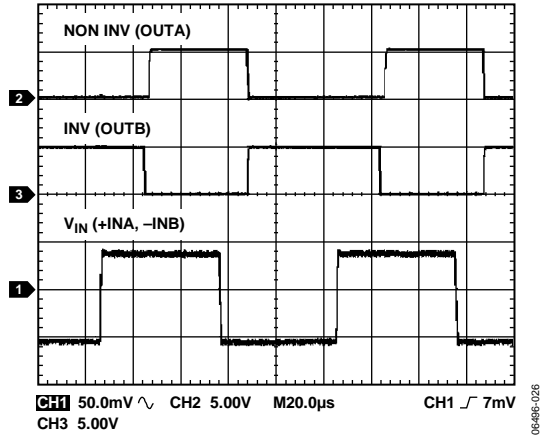 NON INV (OUTA)
2
INV (OUTB)
3
VIN (+INA, –INB)
1
CH1 50.0mV CH2 5.00V M20.0µs CH1 7mV
CH3 5.00V
06496-026